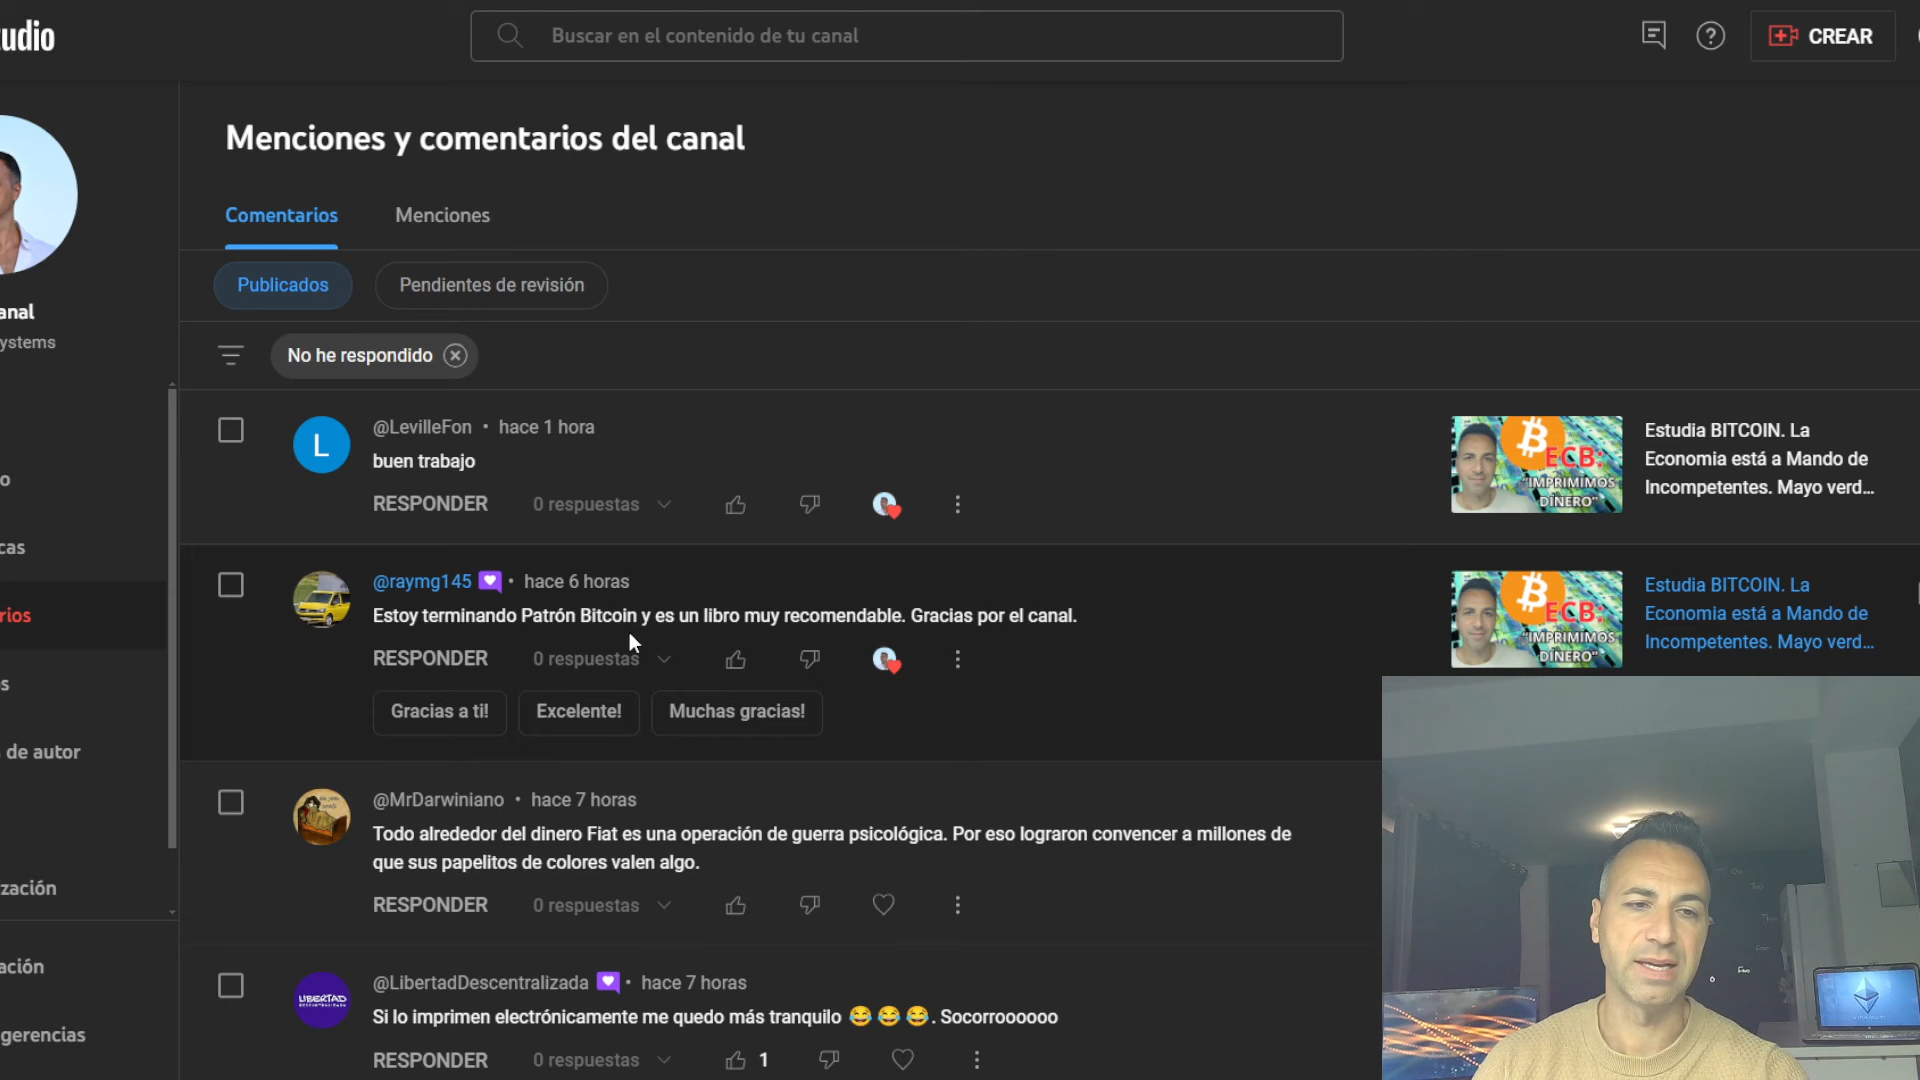 udio
Buscar en el contenido de tu canal
CREAR
Menciones y comentarios del canal
Comentarios
Menciones
Publicados
Pendientes de revisión
anal
ystems
No he respondido
@LevilleFon • hace 1 hora
buen trabajo
RESPONDER
0 respuestas
Estudia BITCOIN. La
Economia está a Mando de
Incompetentes. Mayo verd...
ECB:
"IMPRIMIMOS
DINERO"
o
cas
@raymg145 • hace 6 horas
Estoy terminando Patrón Bitcoin y es un libro muy recomendable. Gracias por el canal.
RESPONDER
0 respuestas
Gracias a ti!
Excelente!
Muchas gracias!
Estudia BITCOIN. La
Economia está a Mando de
Incompetentes. Mayo verd...
ECB:
"IMPRIMIMOS
DINERO"
rios
s
de autor
@MrDarwiniano • hace 7 horas
Todo alrededor del dinero Fiat es una operación de guerra psicológica. Por eso lograron convencer a millones de
que sus papelitos de colores valen algo.
RESPONDER
0 respuestas
zación
ación
gerencias
LIBERTAD
@LibertadDescentralizada • hace 7 horas
Si lo imprimen electrónicamente me quedo más tranquilo 😂😂😂. Socorroooooo
RESPONDER
0 respuestas
1